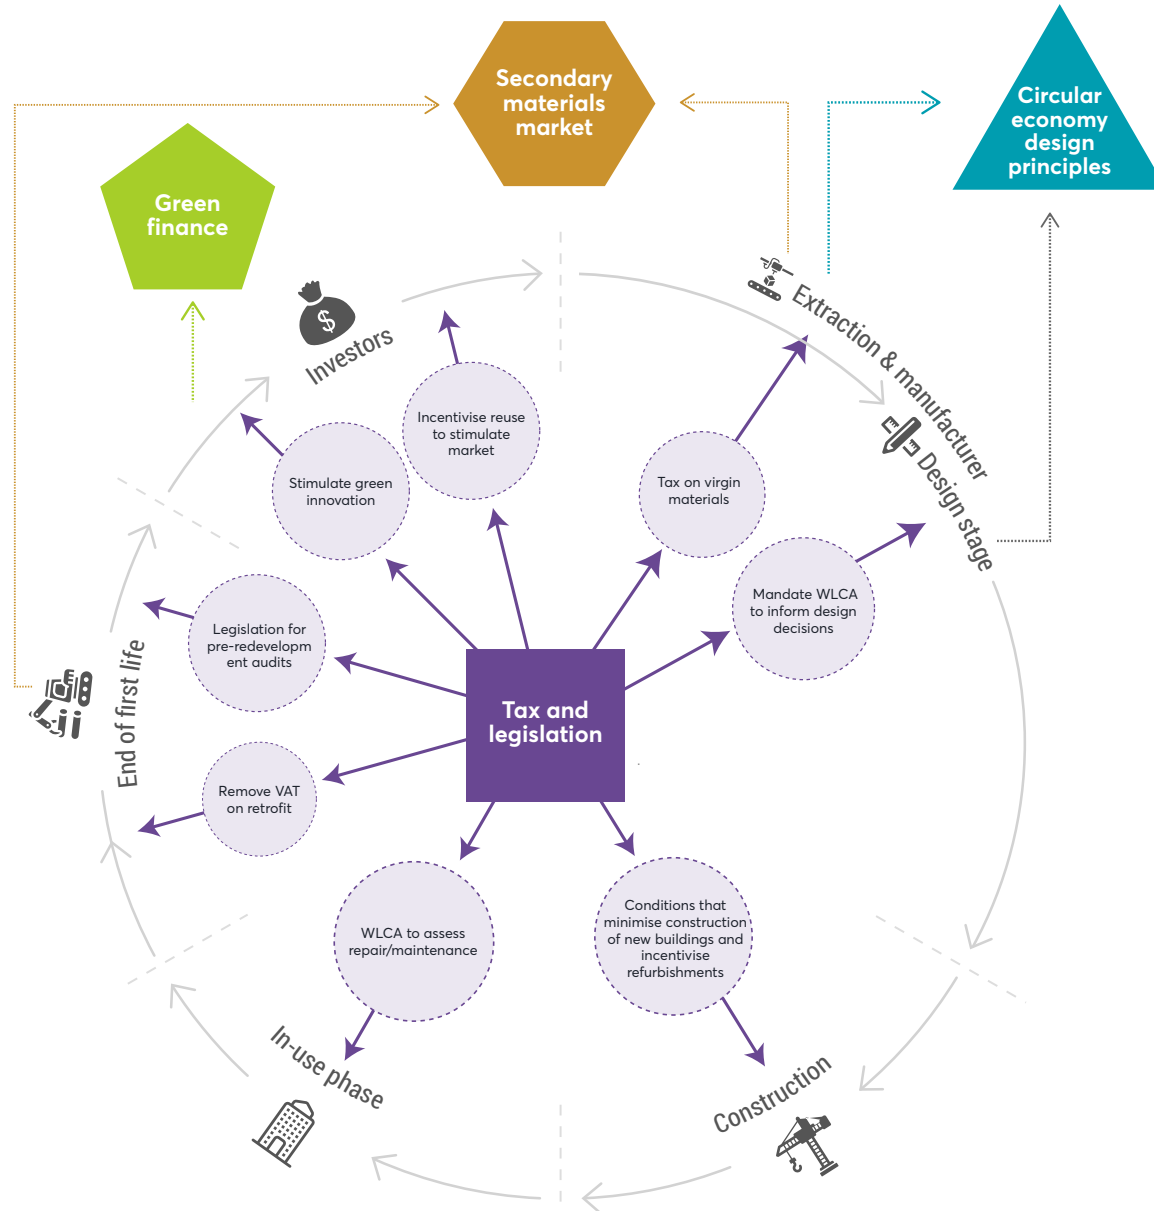 Secondary
materials
market
Circular
economy
design
principles
Green
finance
Investors
Extraction & manufacturer
Design stage
Incentivise reuse
to stimulate
market
Stimulate green
innovation
Tax on virgin
materials
Mandate WLCA
to inform design
decisions
Legislation for
pre-redevelopm
ent audits
End of first life
Tax and
legislation
Remove VAT
on retrofit
WLCA to assess
repair/maintenance
Conditions that
minimise construction
of new buildings and
incentivise
refurbishments
In-use phase
Construction
$